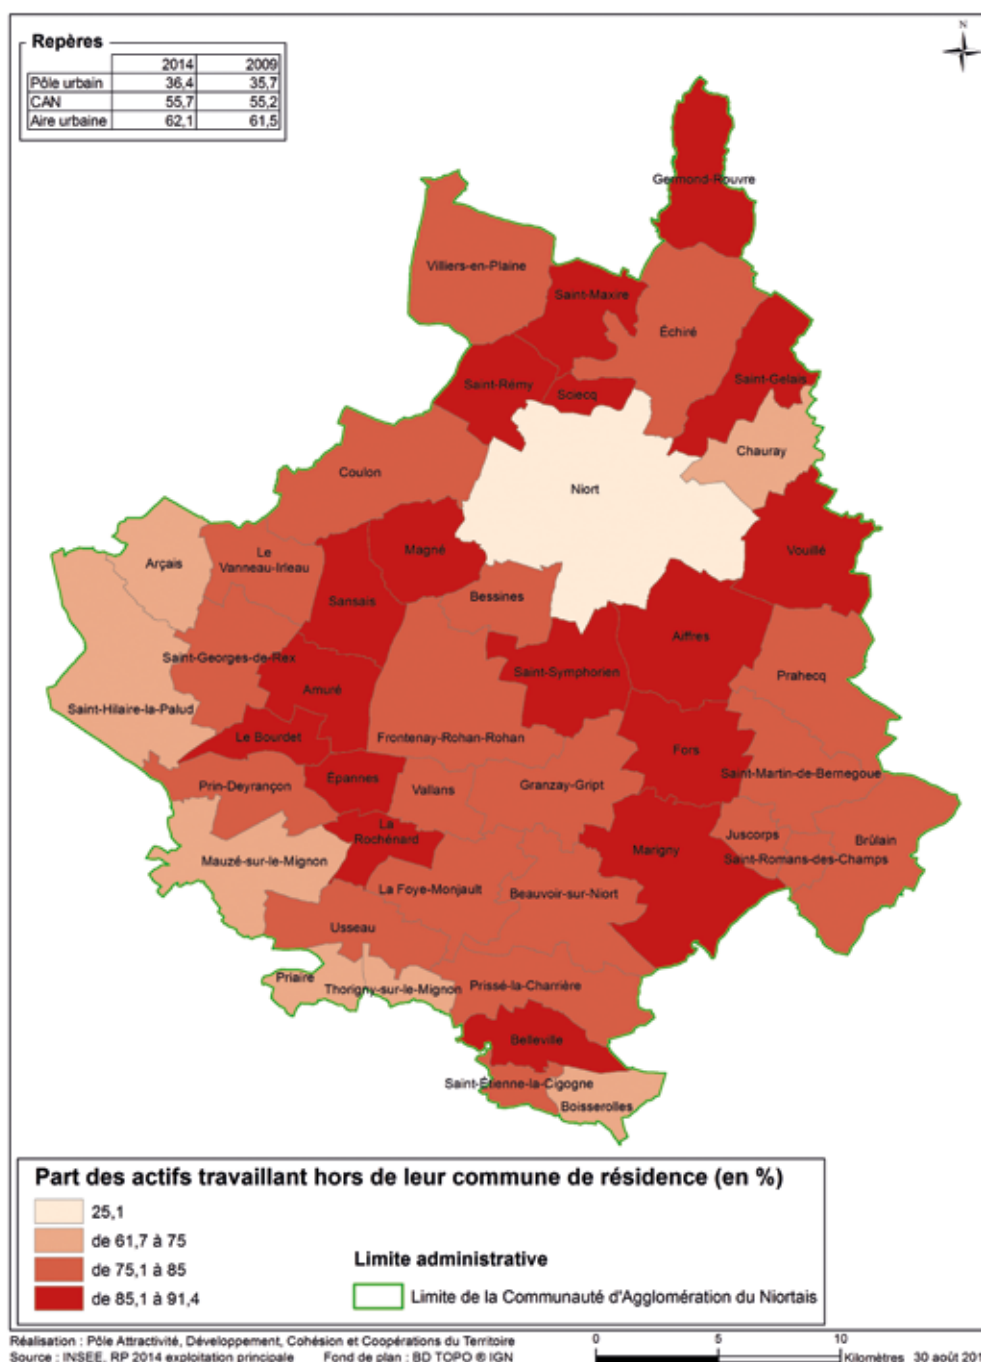 N
Repères
2014 2009
Pôle urbain 36,4 35,7
CAN 55,7 55,2
Aire urbaine 62,1 61,5
Germond-Rouvre
Villiers-en-Plaine
Saint-Maxire
Échiré
Saint-Rémy
Sciecq
Saint-Gelais
Chauray
Coulon
Niort
Magné
Vouillé
Arçais
Le
Vanneau-Irleau
Sansais
Bessines
Aiffres
Saint-Georges-de-Rex
Saint-Symphorien
Prahecq
Amuré
Saint-Hilaire-la-Palud
Le Bourdet
Frontenay-Rohan-Rohan
Fors
Saint-Martin-de-Bernegoue
Prin-Deyrançon
Épannes
Vallans
Granzay-Gript
La
Rochénard
Juscorps
Brûlain
Marigny
Saint-Romans-des-Champs
Mauzé-sur-le-Mignon
La Foye-Monjault
Beauvoir-sur-Niort
Usseau
Priaire
Thorigny-sur-le-Mignon
Prissé-la-Charrière
Belleville
Saint-Étienne-la-Cigogne
Boisserolles
Part des actifs travaillant hors de leur commune de résidence (en %)
25,1
de 61,7 à 75
de 75,1 à 85
de 85,1 à 91,4
Limite administrative
Limite de la Communauté d'Agglomération du Niortais
Réalisation : Pôle Attractivité, Développement, Cohésion et Coopérations du Territoire
Source : INSEE, RP 2014 exploitation principale Fond de plan : BD TOPO ® IGN
0 5 10
Kilomètres 30 août 201